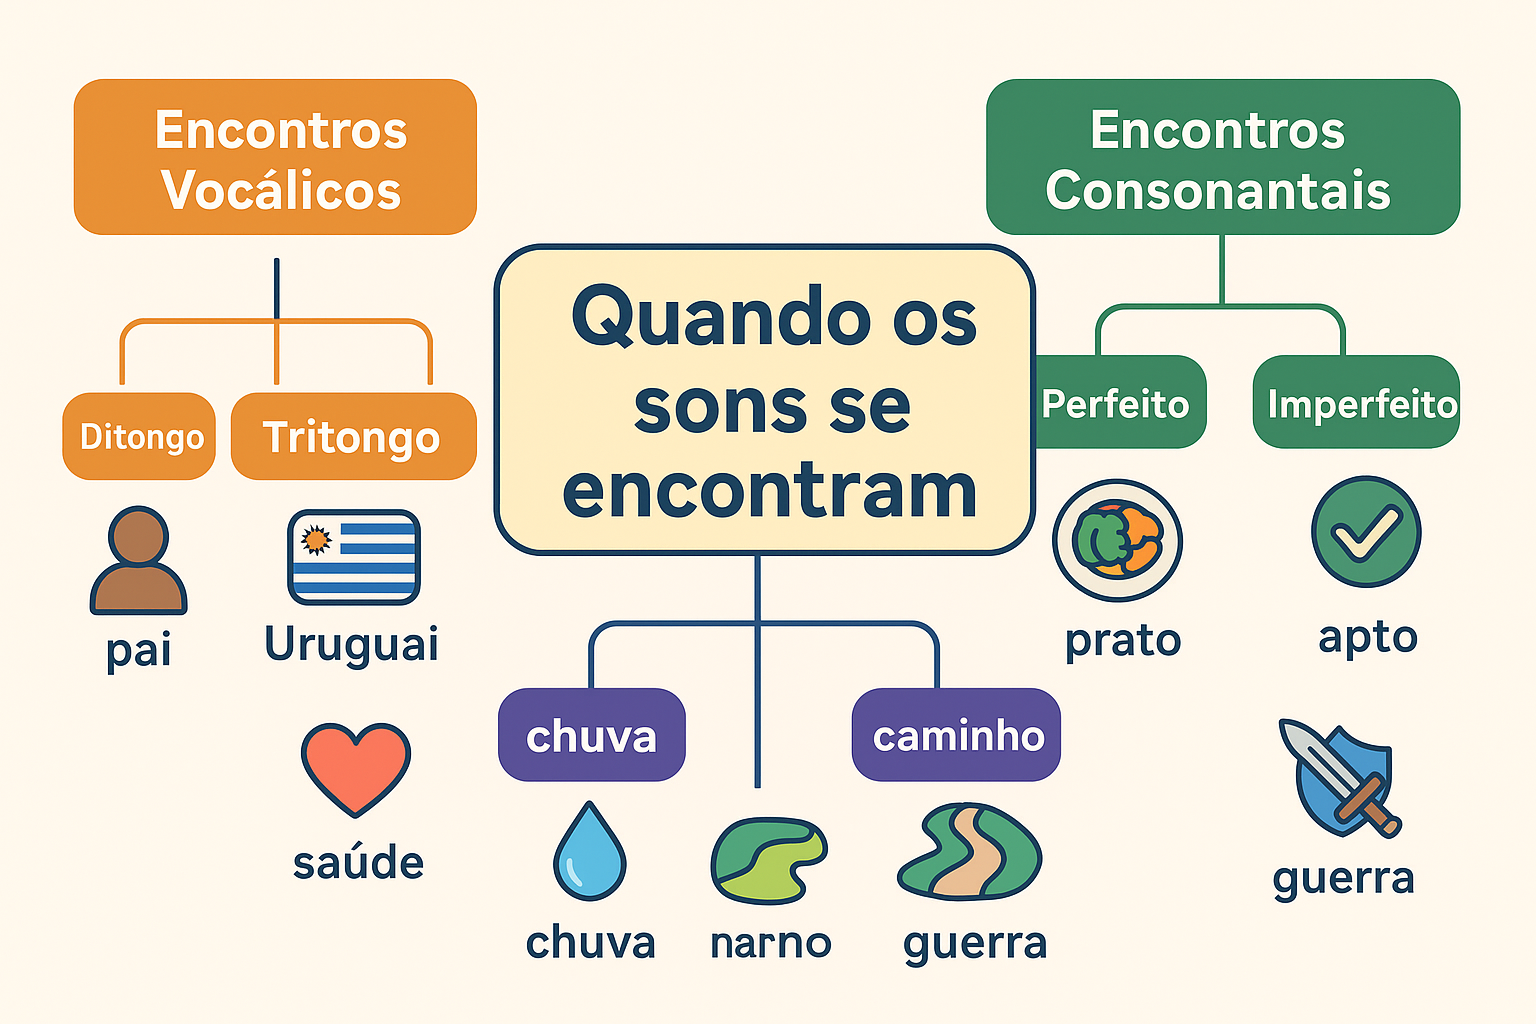 Encontros
Vocálicos
Ditongo
Tritongo
pai
Uruguai
saúde
Quando os
sons se
encontram
chuva
caminho
chuva
narno
guerra
Encontros
Consonantais
Perfeito
Imperfeito
prato
apto
guerra